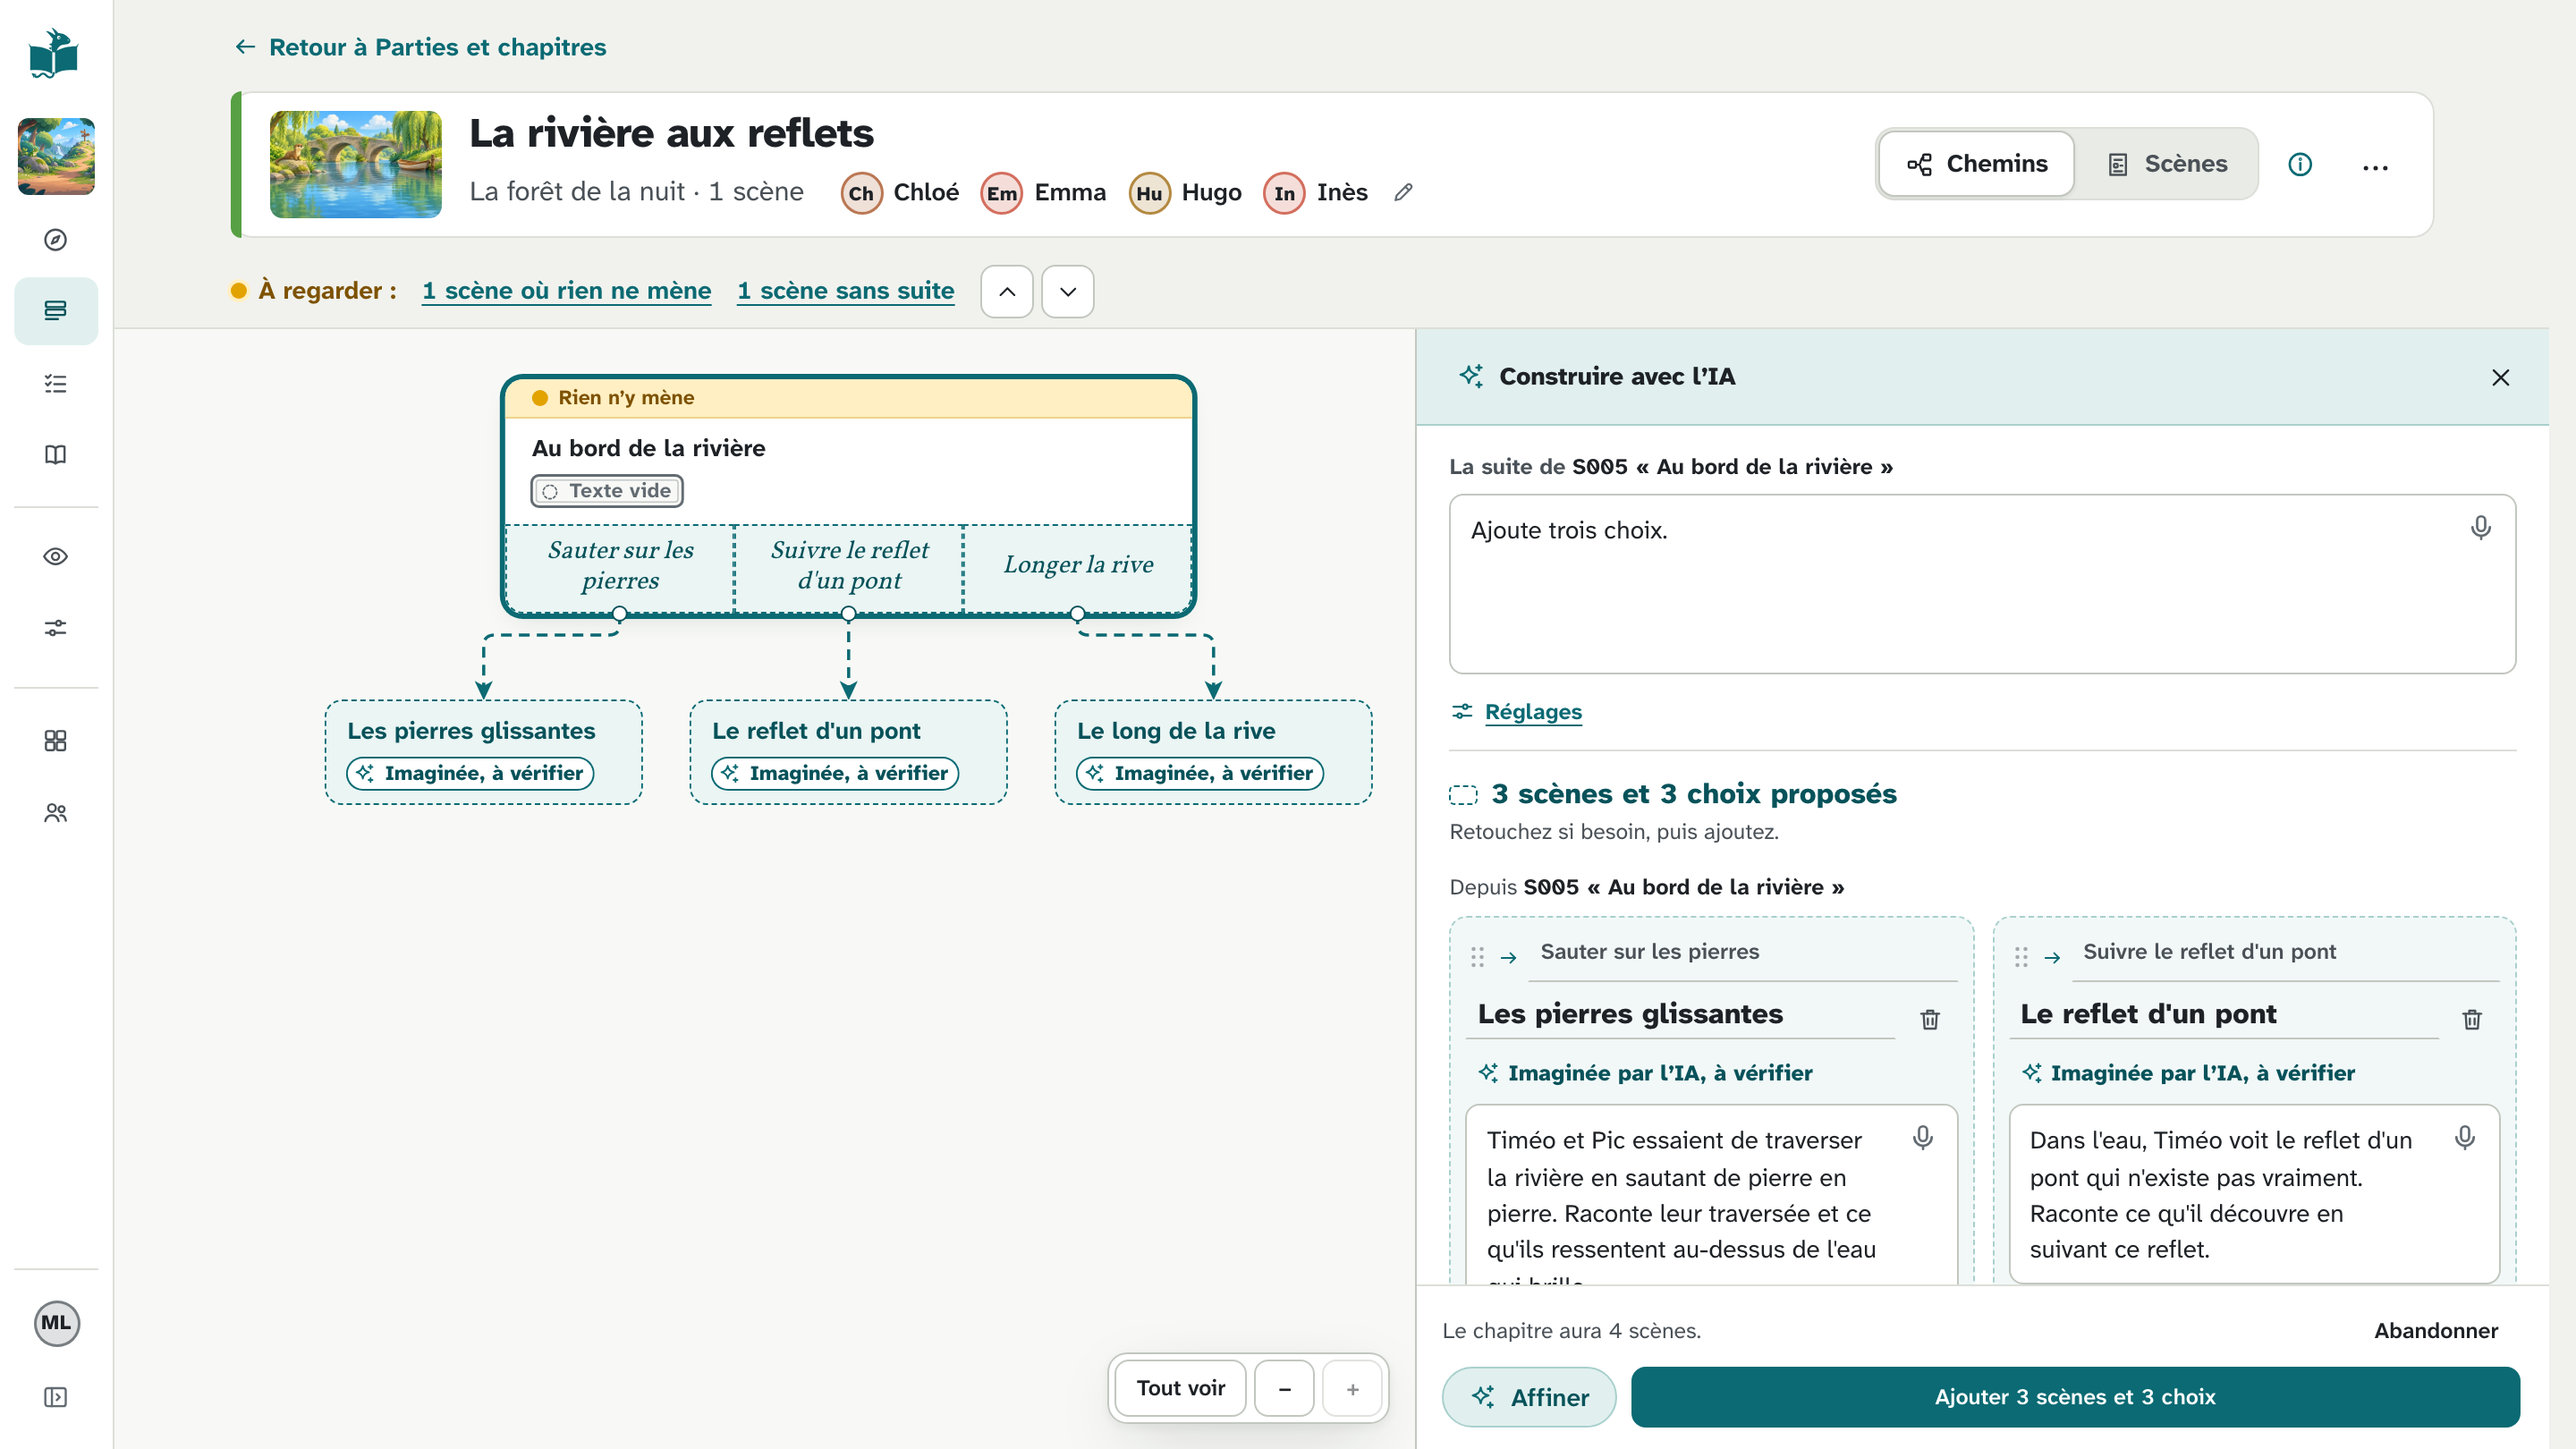 Retour à Parties et chapitres
La rivière aux reflets
La forêt de la nuit · 1 scène
Ch Chloé Em Emma Hu Hugo In Inès
Chemins
Scènes
À regarder : 1 scène où rien ne mène 1 scène sans suite
Rien n’y mène
Au bord de la rivière
Texte vide
Sauter sur les
pierres
Suivre le reflet
d'un pont
Longer la rive
Les pierres glissantes
Imaginée, à vérifier
Le reflet d'un pont
Imaginée, à vérifier
Le long de la rive
Imaginée, à vérifier
Tout voir
Construire avec l’IA
La suite de S005 « Au bord de la rivière »
Ajoute trois choix.
Réglages
3 scènes et 3 choix proposés
Retouchez si besoin, puis ajoutez.
Depuis S005 « Au bord de la rivière »
Sauter sur les pierres
Les pierres glissantes
Imaginée par l’IA, à vérifier
Timéo et Pic essaient de traverser
la rivière en sautant de pierre en
pierre. Raconte leur traversée et ce
qu'ils ressentent au-dessus de l'eau
qui brille.
Suivre le reflet d'un pont
Le reflet d'un pont
Imaginée par l’IA, à vérifier
Dans l'eau, Timéo voit le reflet d'un
pont qui n'existe pas vraiment.
Raconte ce qu'il découvre en
suivant ce reflet.
Le chapitre aura 4 scènes.
Abandonner
Affiner
Ajouter 3 scènes et 3 choix
ML